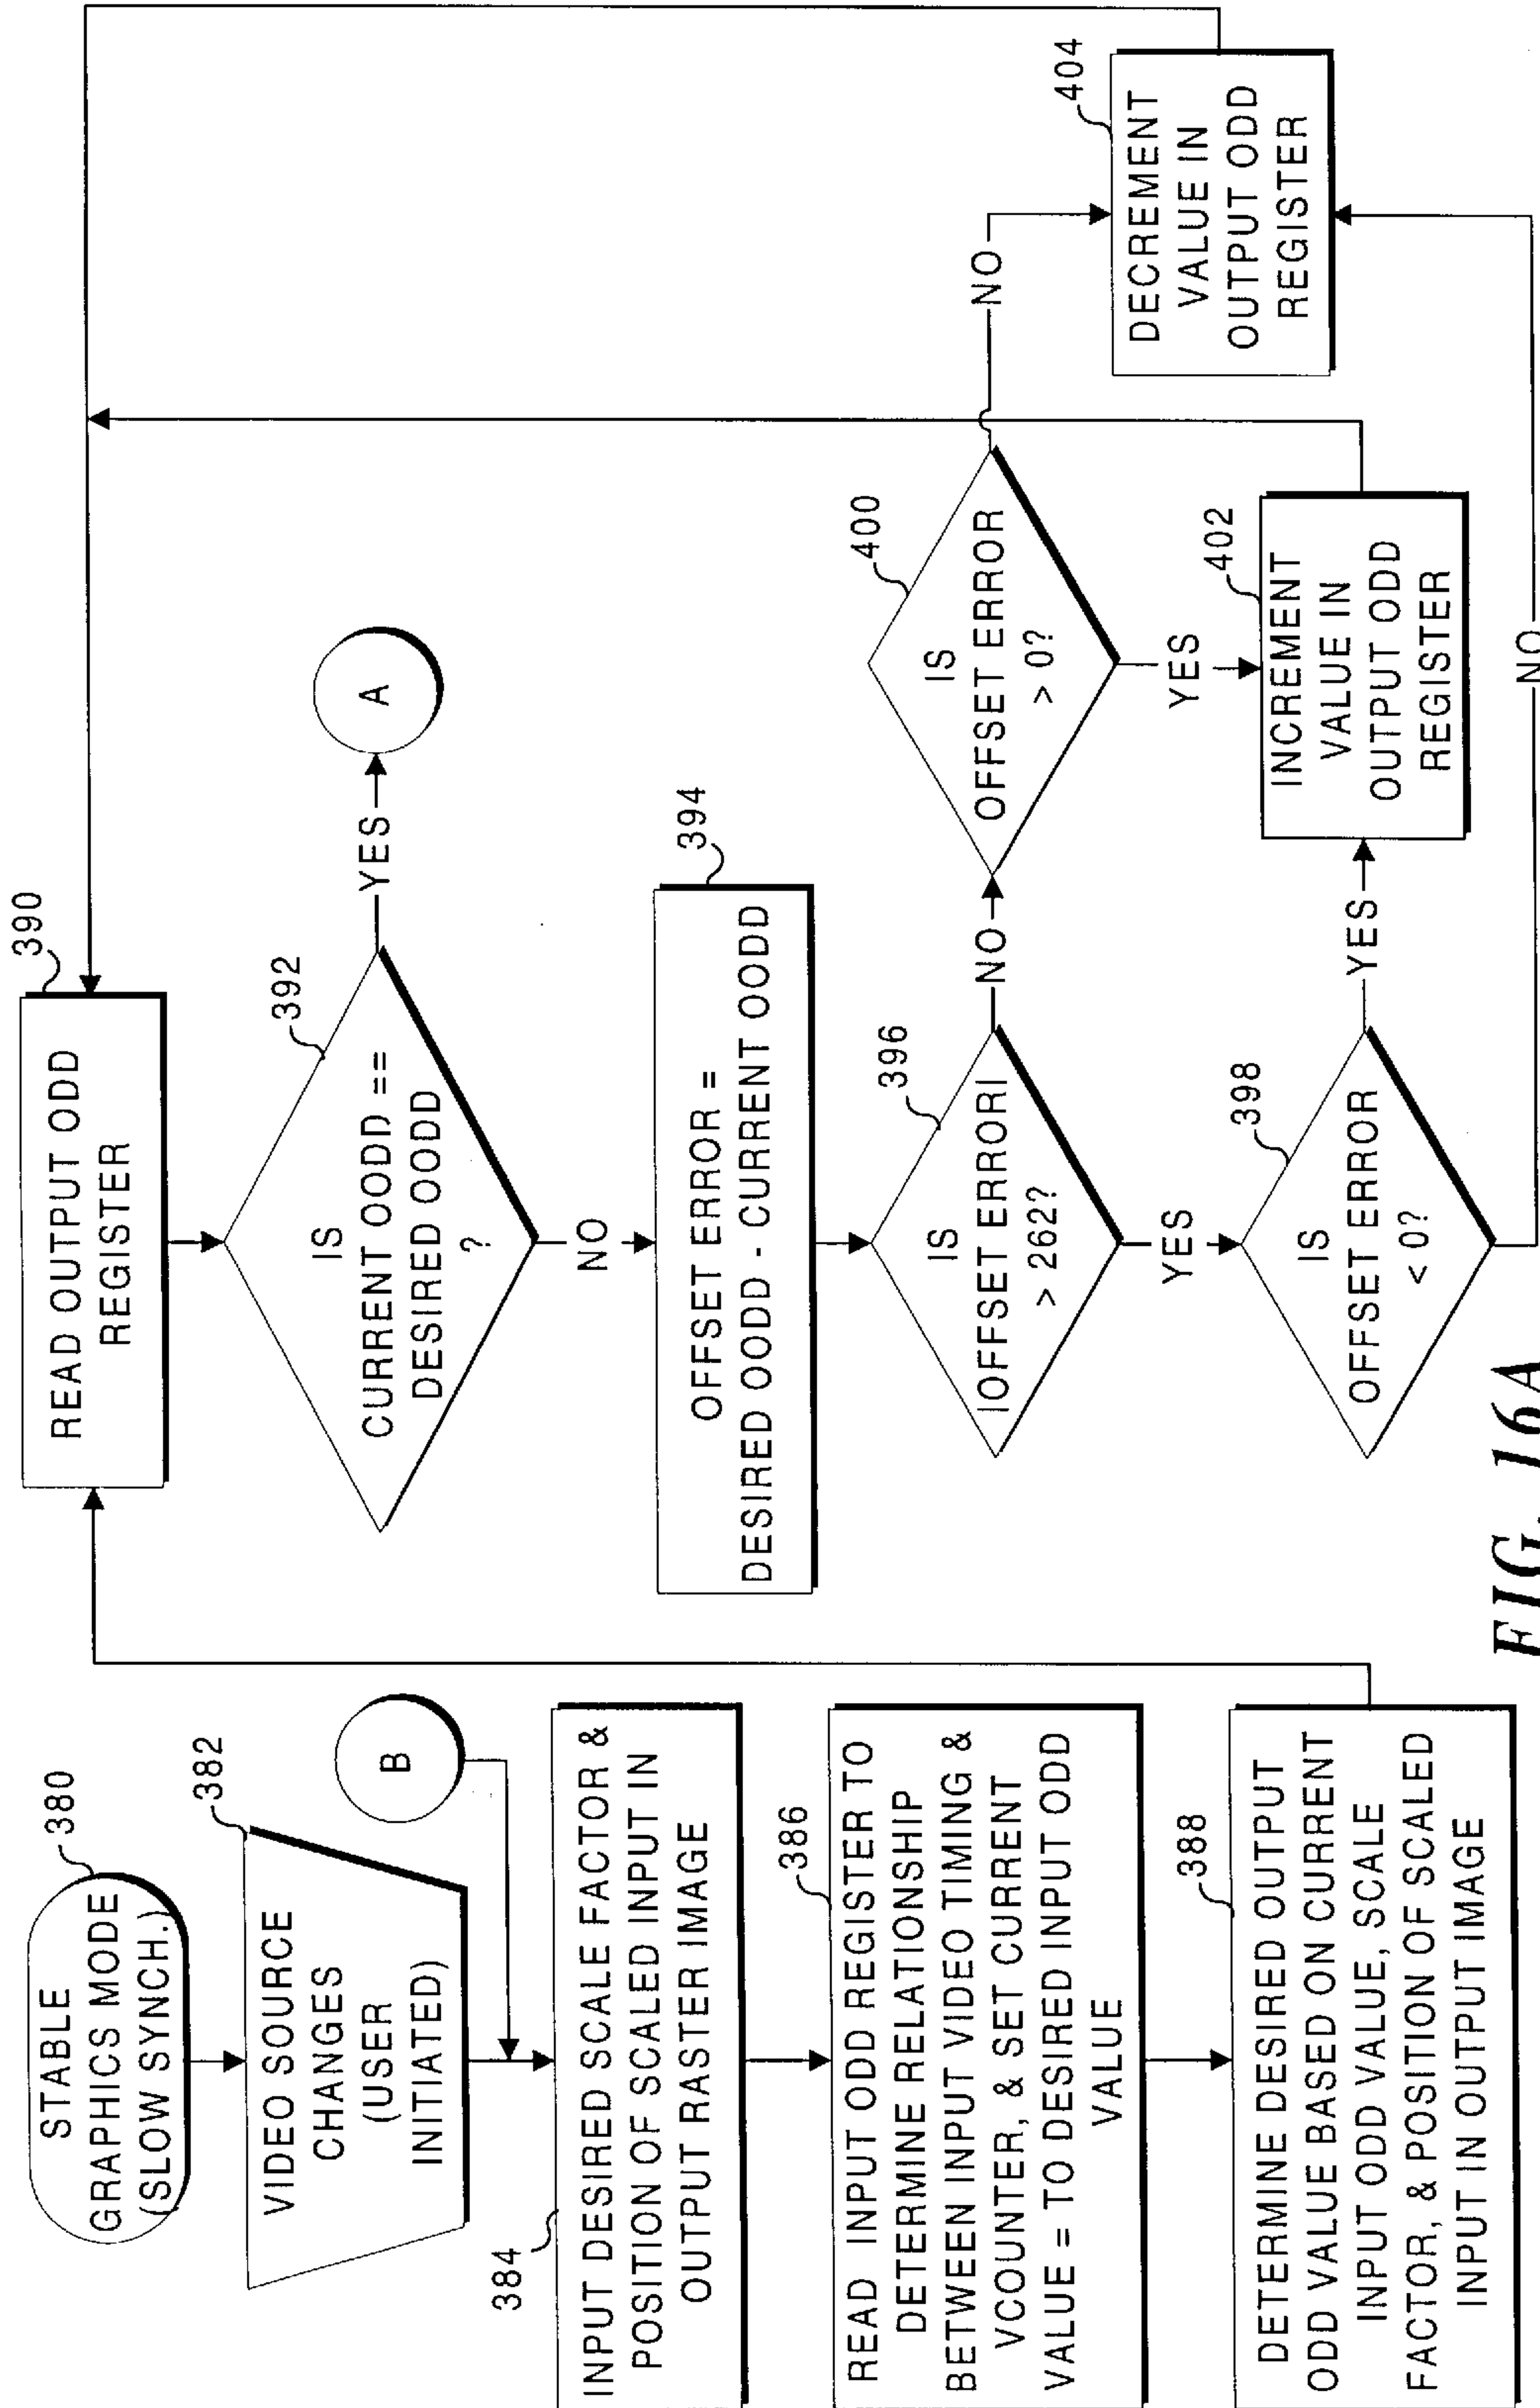 STABLE
GRAPHICS MODE
(SLOW SYNCH.)
380
VIDEO SOURCE
CHANGES
(USER
INITIATED)
382
B
384
INPUT DESIRED SCALE FACTOR &
POSITION OF SCALED INPUT IN
OUTPUT RASTER IMAGE
386
READ INPUT ODD REGISTER TO
DETERMINE RELATIONSHIP
BETWEEN INPUT VIDEO TIMING &
VCOUNTER, & SET CURRENT
VALUE = TO DESIRED INPUT ODD
VALUE
388
DETERMINE DESIRED OUTPUT
ODD VALUE BASED ON CURRENT
INPUT ODD VALUE, SCALE
FACTOR, & POSITION OF SCALED
INPUT IN OUTPUT IMAGE
390
READ OUTPUT ODD
REGISTER
392
IS
CURRENT OODD ==
DESIRED OODD
?
YES
A
NO
394
OFFSET ERROR =
DESIRED OODD - CURRENT OODD
396
IS
|OFFSET ERROR|
> 262?
NO
YES
398
IS
OFFSET ERROR
< 0?
YES
NO
400
IS
OFFSET ERROR
> 0?
NO
YES
402
INCREMENT
VALUE IN
OUTPUT ODD
REGISTER
404
DECREMENT
VALUE IN
OUTPUT ODD
REGISTER
FIG. 16A